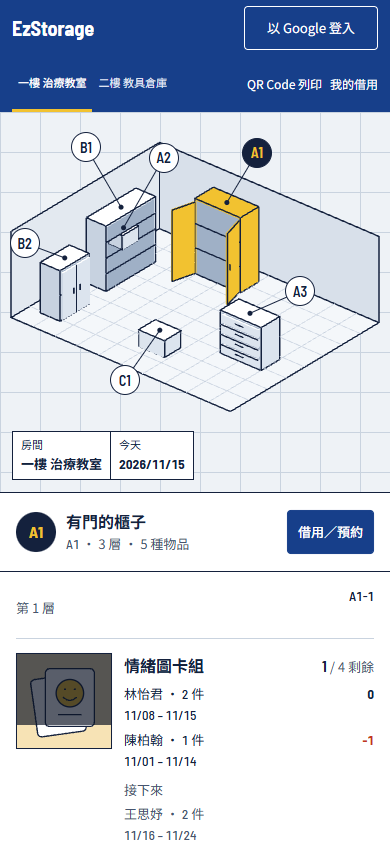 EzStorage
以 Google 登入
一樓 治療教室 二樓 教具倉庫
QR Code 列印 我的借用
B1
A2
A1
B2
A3
C1
房間
一樓 治療教室
今天
2026/11/15
A1
有門的櫃子
A1 · 3 層 · 5 種物品
借用／預約
第 1 層
A1-1
情緒圖卡組
1 / 4 剩餘
林怡君 · 2 件
0
11/08 – 11/15
陳柏翰 · 1 件
-1
11/01 – 11/14
接下來
王思妤 · 2 件
11/16 – 11/24